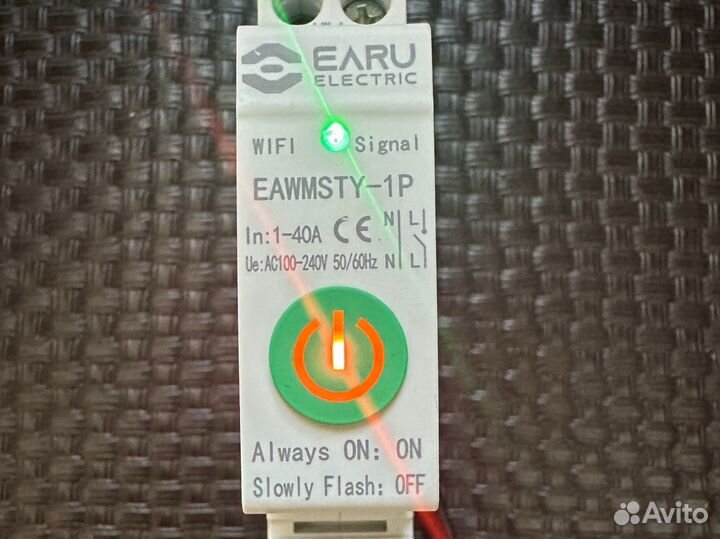 EARU
ELECTRIC
WIFI Signal
EAWMSTY-1P
In:1-40A CE N L
Ue:AC100-240V 50/60Hz N L
Always ON: ON
Slowly Flash: OFF
Avito